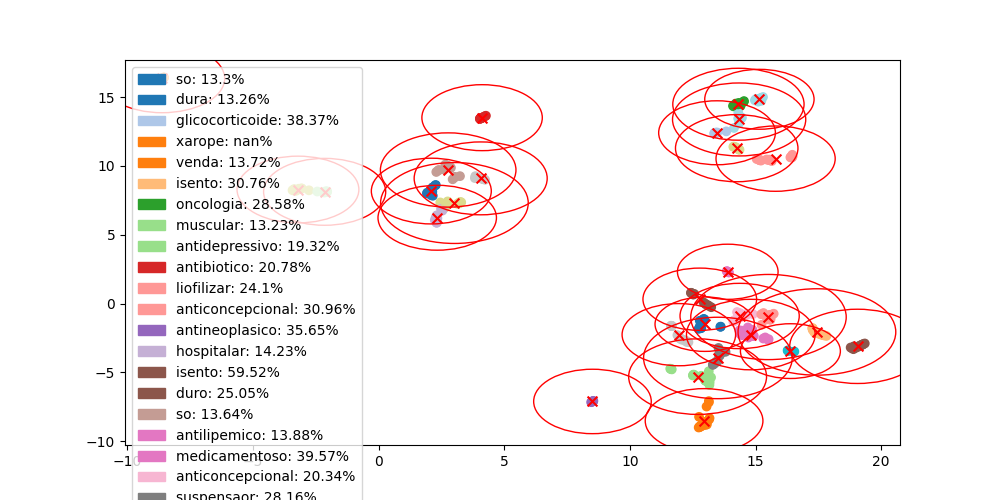 15
10
5
0
−5
−10
0
5
10
15
20
so: 13.3%
dura: 13.26%
glicocorticoide: 38.37%
xarope: nan%
venda: 13.72%
isento: 30.76%
oncologia: 28.58%
muscular: 13.23%
antidepressivo: 19.32%
antibiotico: 20.78%
liofilizar: 24.1%
anticoncepcional: 30.96%
antineoplasico: 35.65%
hospitalar: 14.23%
isento: 59.52%
duro: 25.05%
so: 13.64%
antilipemico: 13.88%
medicamentoso: 39.57%
anticoncepcional: 20.34%
suspensaor: 28.16%